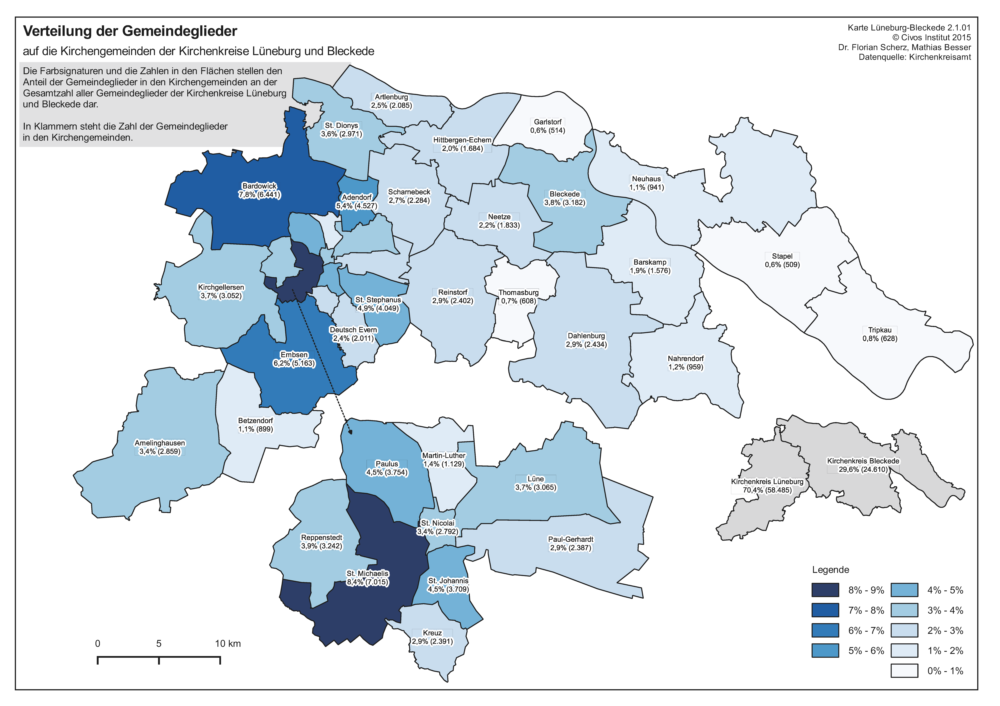 Verteilung der Gemeindeglieder
auf die Kirchengemeinden der Kirchenkreise Lüneburg und Bleckede
Karte Lüneburg-Bleckede 2.1.01
© Civos Institut 2015
Dr. Florian Scherz, Mathias Besser
Datenquelle: Kirchenkreisamt
Die Farbsignaturen und die Zahlen in den Flächen stellen den
Anteil der Gemeindeglieder in den Kirchengemeinden an der
Gesamtzahl aller Gemeindeglieder der Kirchenkreise Lüneburg
und Bleckede dar.
In Klammern steht die Zahl der Gemeindeglieder
in den Kirchengemeinden.
Artlenburg
2,5% (2.085)
St. Dionys
3,6% (2.971)
Garlstorf
0,6% (514)
Hittbergen-Echem
2,0% (1.684)
Bardowick
7,8% (6.441)
Adendorf
5,4% (4.527)
Scharnebeck
2,7% (2.284)
Bleckede
3,8% (3.182)
Neuhaus
1,1% (941)
Neetze
2,2% (1.833)
Stapel
0,6% (509)
Barskamp
1,9% (1.576)
Kirchgellersen
3,7% (3.052)
St. Stephanus
4,9% (4.049)
Reinstorf
2,9% (2.402)
Thomasburg
0,7% (608)
Deutsch Evern
2,4% (2.011)
Dahlenburg
2,9% (2.434)
Tripkau
0,8% (628)
Embsen
6,2% (5.163)
Nahrendorf
1,2% (959)
Betzendorf
1,1% (899)
Amelinghausen
3,4% (2.859)
Paulus
4,5% (3.754)
Martin-Luther
1,4% (1.129)
Lüne
3,7% (3.065)
Kirchenkreis Bleckede
29,6% (24.610)
Kirchenkreis Lüneburg
70,4% (58.485)
St. Nicolai
3,4% (2.792)
Reppenstedt
3,9% (3.242)
Paul-Gerhardt
2,9% (2.387)
St. Michaelis
8,4% (7.015)
St. Johannis
4,5% (3.709)
Kreuz
2,9% (2.391)
0 5 10 km
Legende
8% - 9% 4% - 5%
7% - 8% 3% - 4%
6% - 7% 2% - 3%
5% - 6% 1% - 2%
0% - 1%